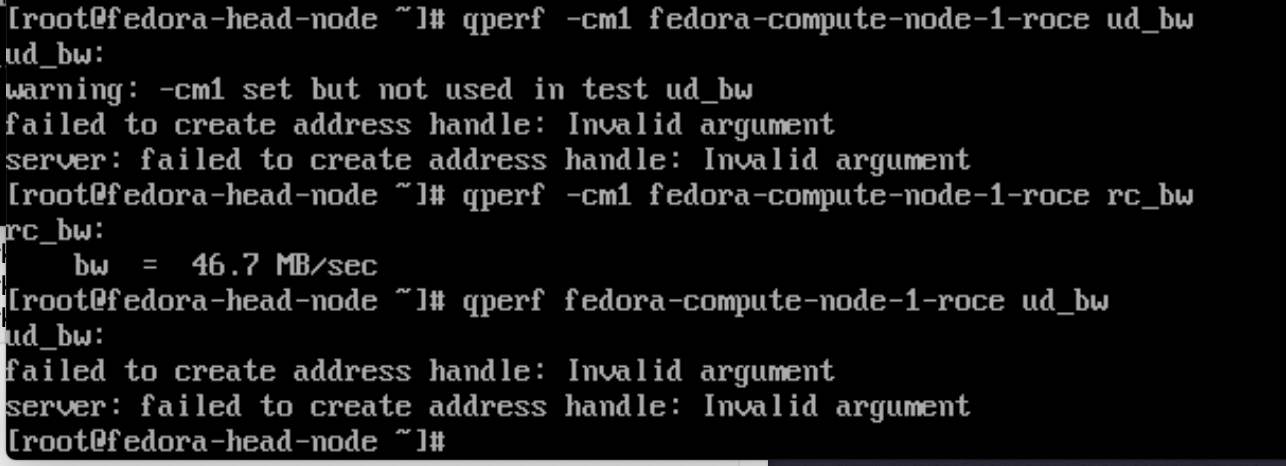 [root@fedora-head-node ~]# qperf -cm1 fedora-compute-node-1-roce ud_bw
ud_bw:
warning: -cm1 set but not used in test ud_bw
failed to create address handle: Invalid argument
server: failed to create address handle: Invalid argument
[root@fedora-head-node ~]# qperf -cm1 fedora-compute-node-1-roce rc_bw
rc_bw:
    bw  =  46.7 MB/sec
[root@fedora-head-node ~]# qperf fedora-compute-node-1-roce ud_bw
ud_bw:
failed to create address handle: Invalid argument
server: failed to create address handle: Invalid argument
[root@fedora-head-node ~]#